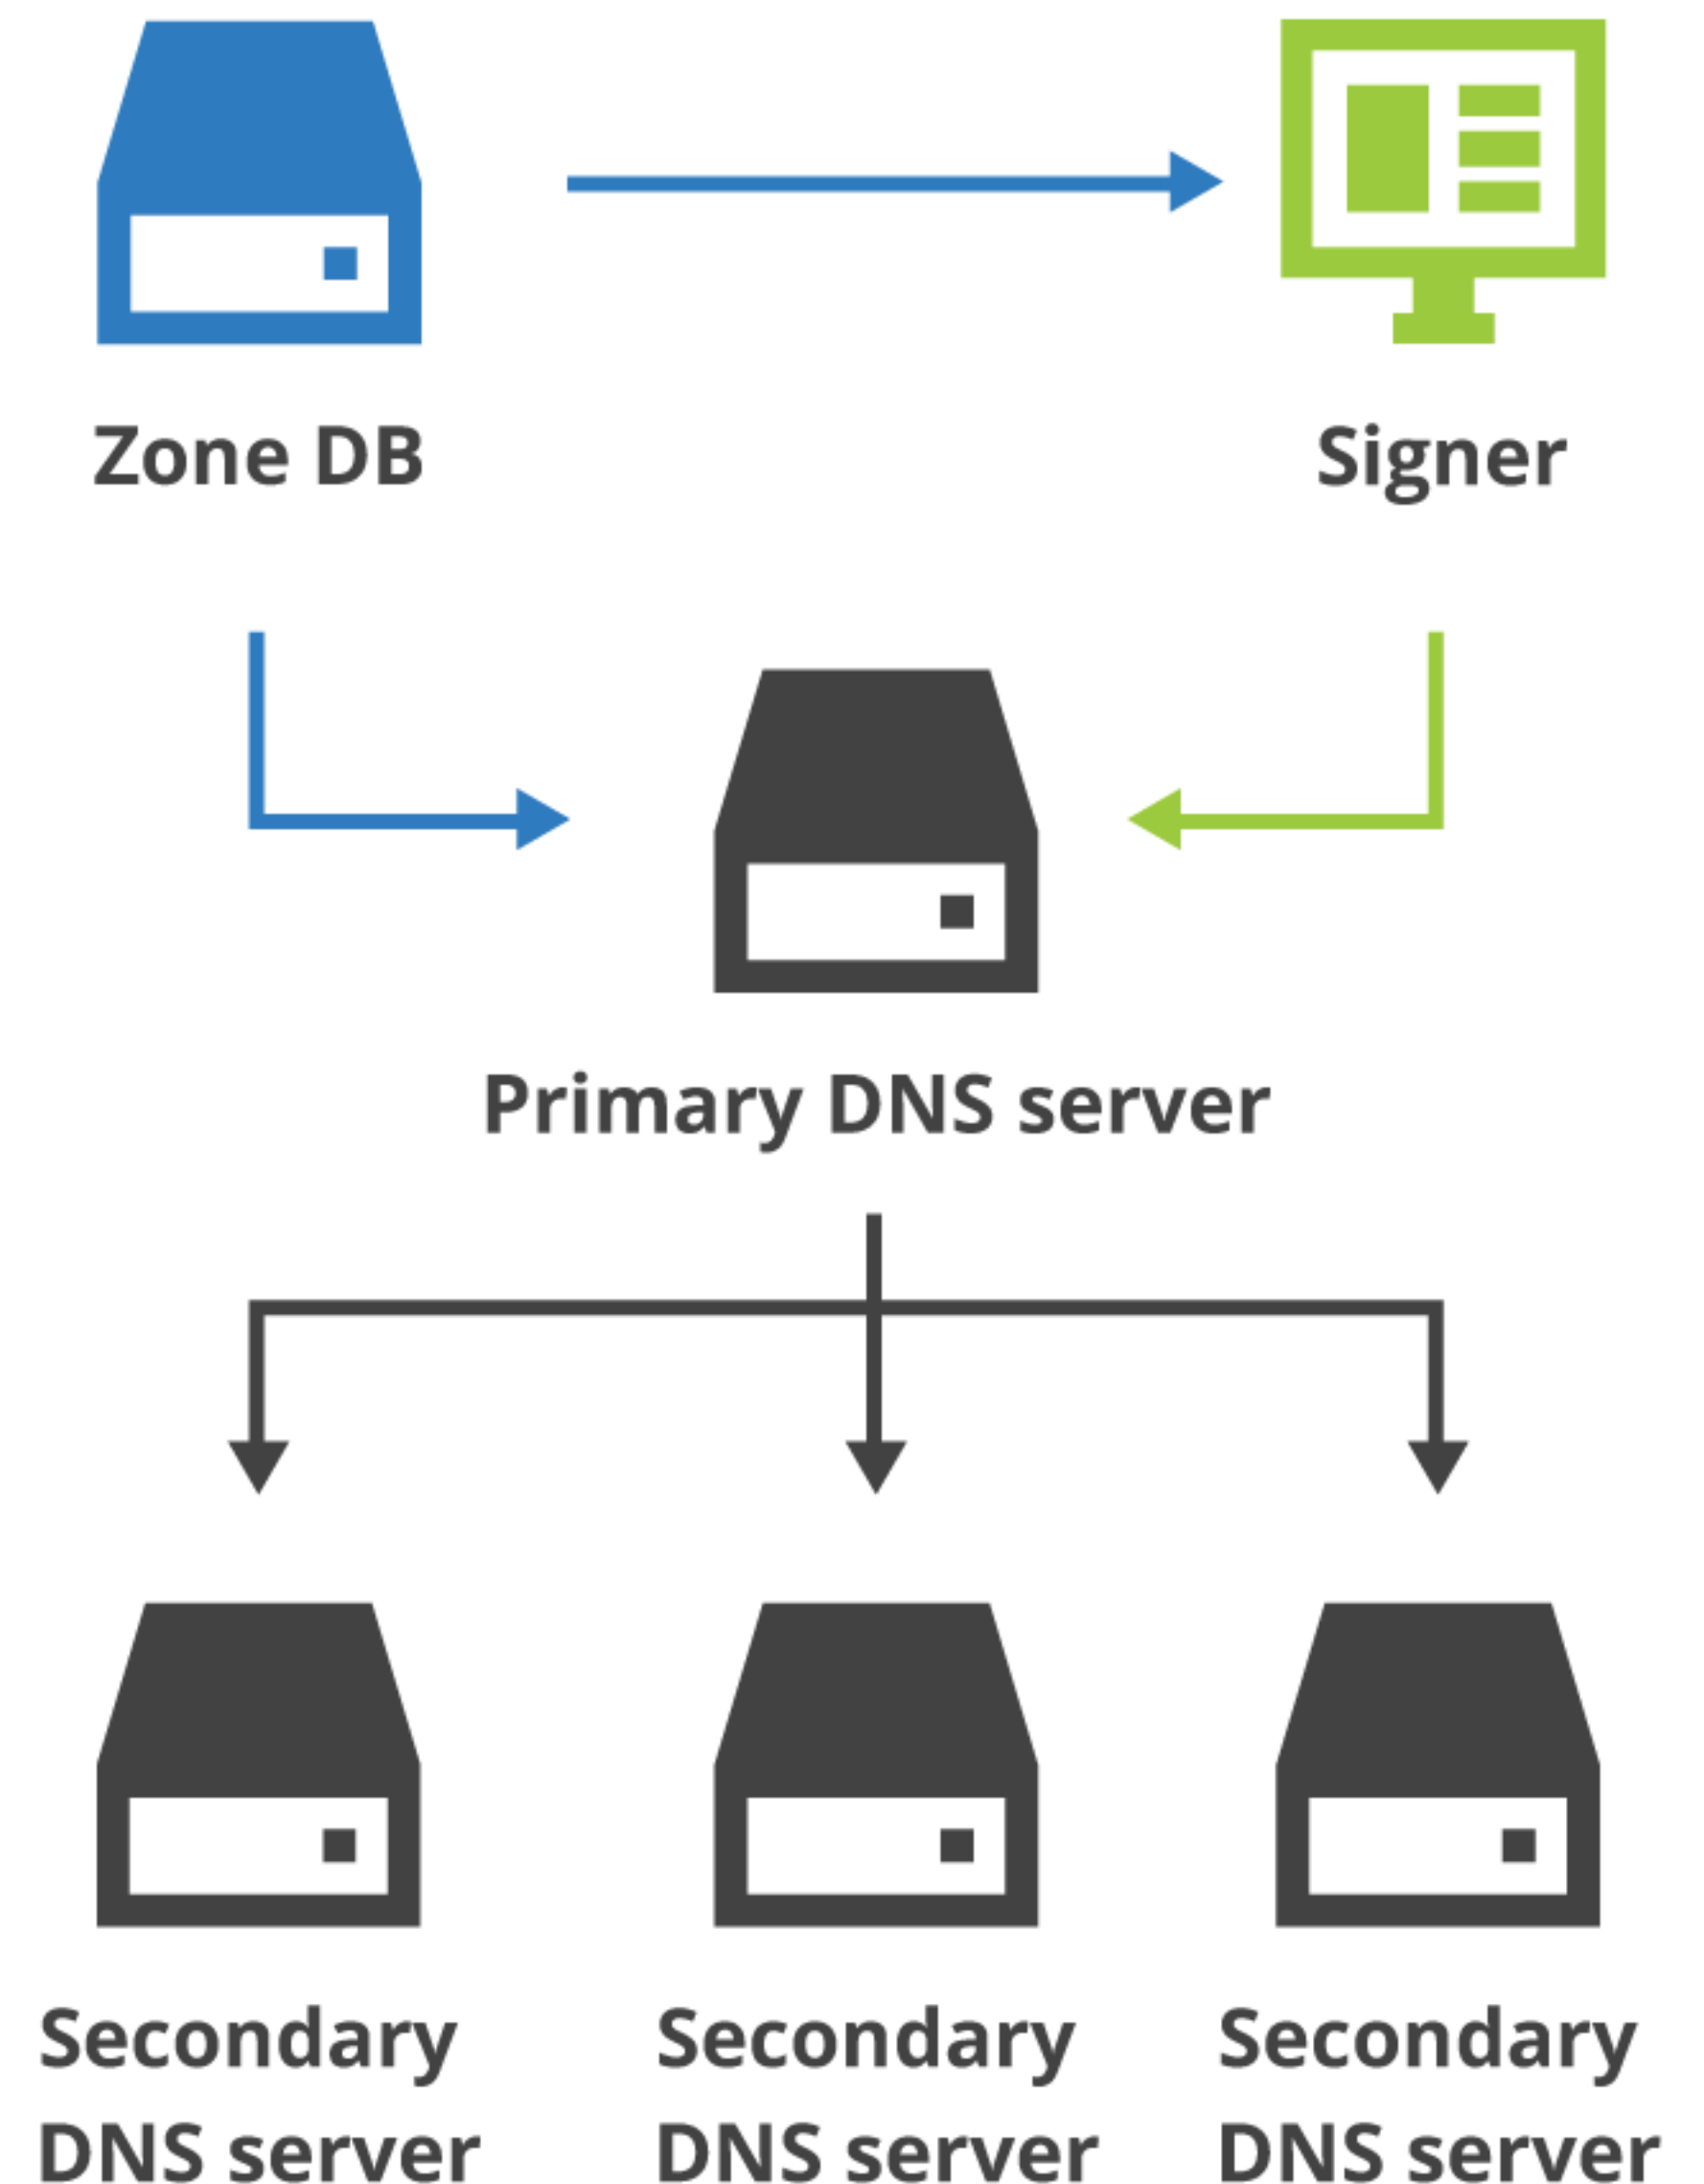 Zone DB
Signer
Primary DNS server
Secondary
DNS server
Secondary
DNS server
Secondary
DNS server